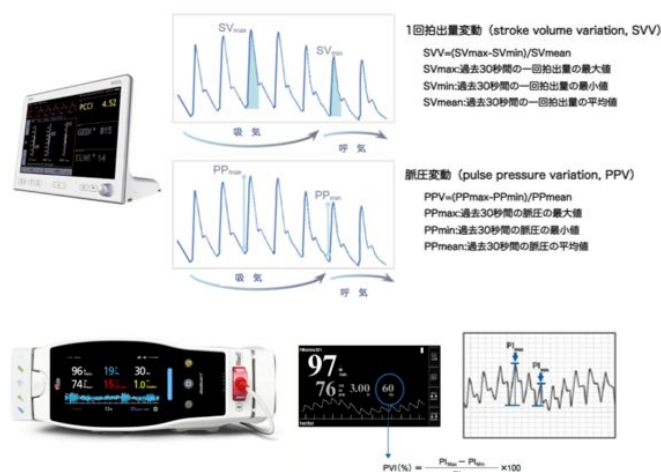 1回拍出量変動（stroke volume variation, SVV）
SVV=(SVmax-SVmin)/SVmean
SVmax:過去30秒間の一回拍出量の最大値
SVmin:過去30秒間の一回拍出量の最小値
SVmean:過去30秒間の一回拍出量の平均値
SVmax
SVmin
吸 気
呼 気
PCCI 4.52
GEDI 815
ELWI 14
脈圧変動（pulse pressure variation, PPV）
PPV=(PPmax-PPmin)/PPmean
PPmax:過去30秒間の脈圧の最大値
PPmin:過去30秒間の脈圧の最小値
PPmean:過去30秒間の脈圧の平均値
PPmax
PPmin
吸 気
呼 気
96 19 30
74 15 1.0
97
76 3.00 60
PIMax
PIMin
PVI(%) = PIMax − PIMin ×100